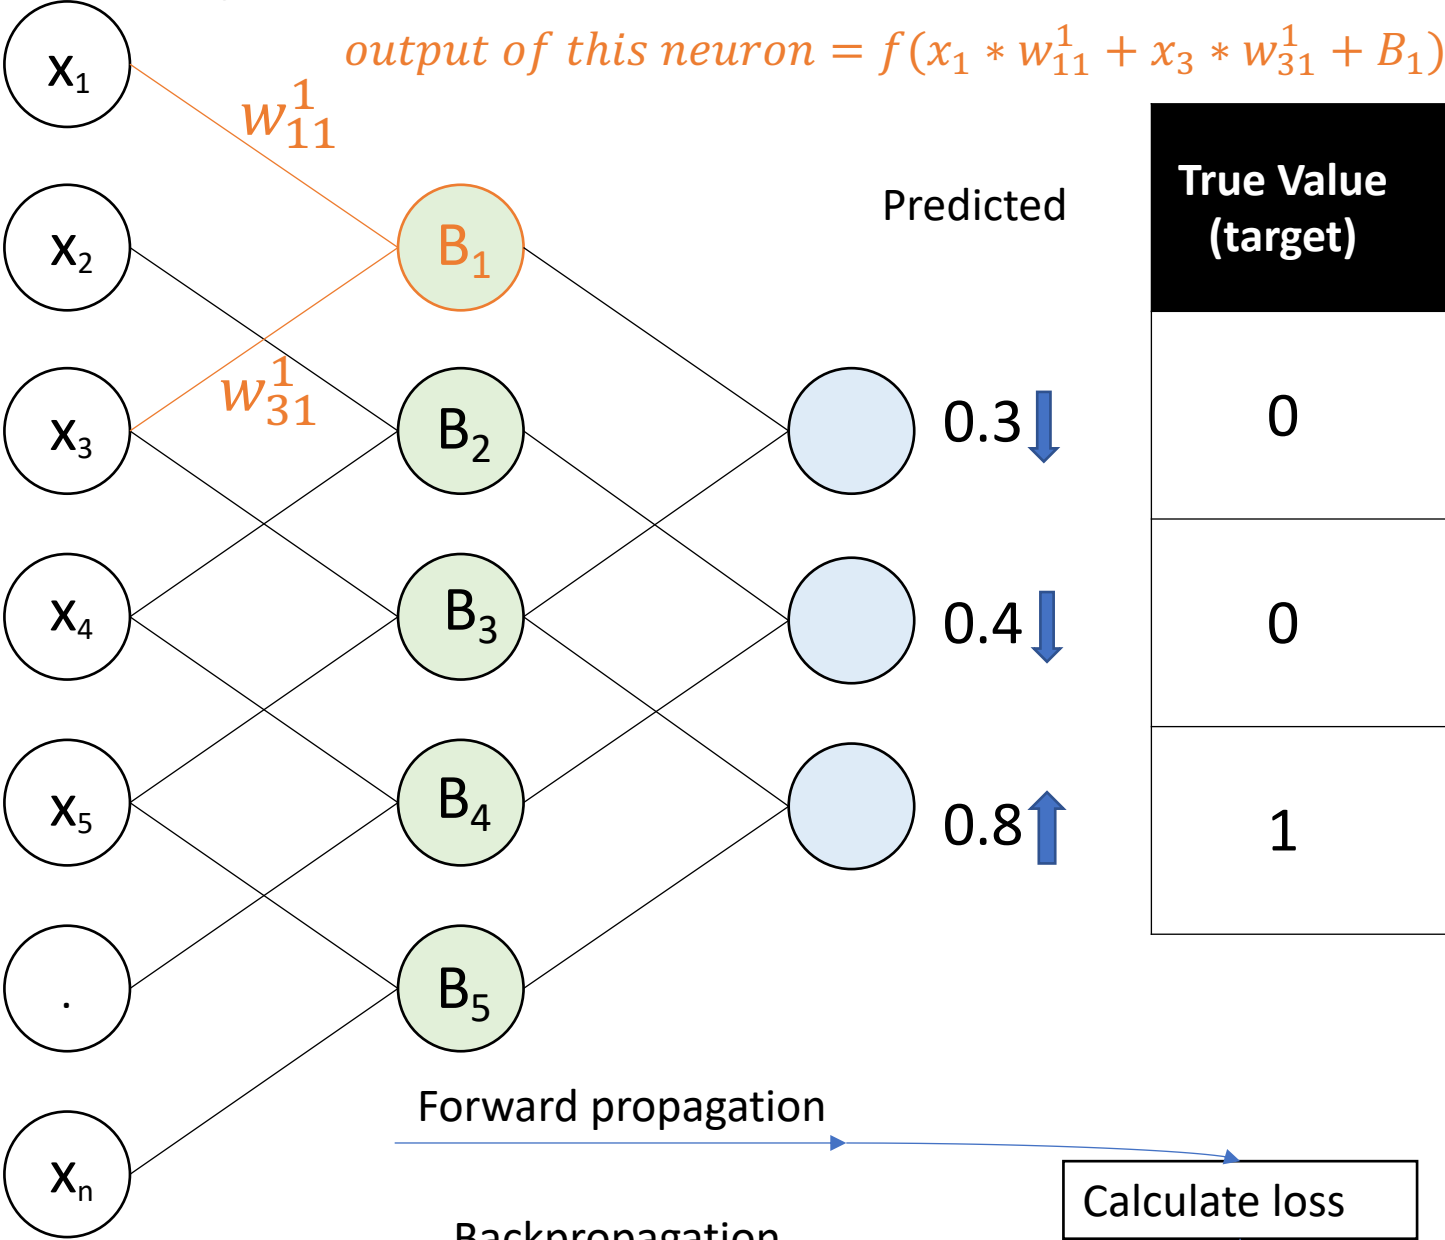 output of this neuron = f(x₁ * w¹₁₁ + x₃ * w¹₃₁ + B₁)
x₁
w¹₁₁
x₂
B₁
Predicted
True Value
(target)
w¹₃₁
x₃
B₂
0.3
0
x₄
B₃
0.4
0
x₅
B₄
0.8
1
.
B₅
Forward propagation
xₙ
Calculate loss
Backpropagation